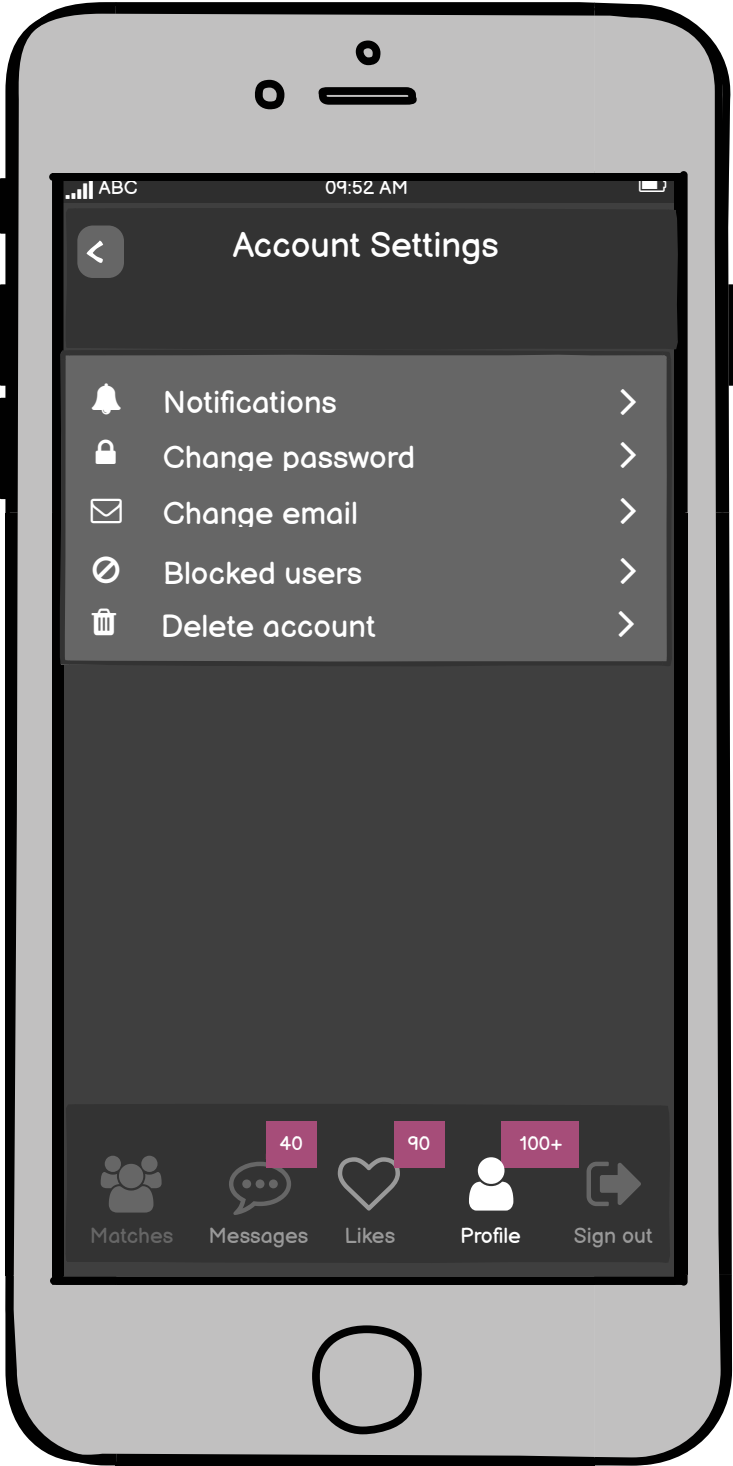 ABC 09:52 AM
Account Settings
Notifications
Change password
Change email
Blocked users
Delete account
40 90 100+
Matches Messages Likes Profile Sign out